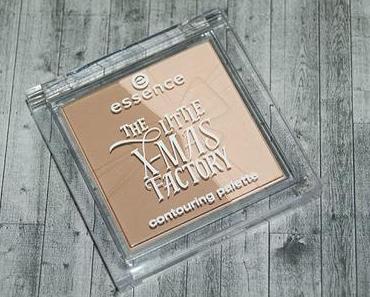 essence
THE LITTLE
X-MAS
FACTORY
contouring palette